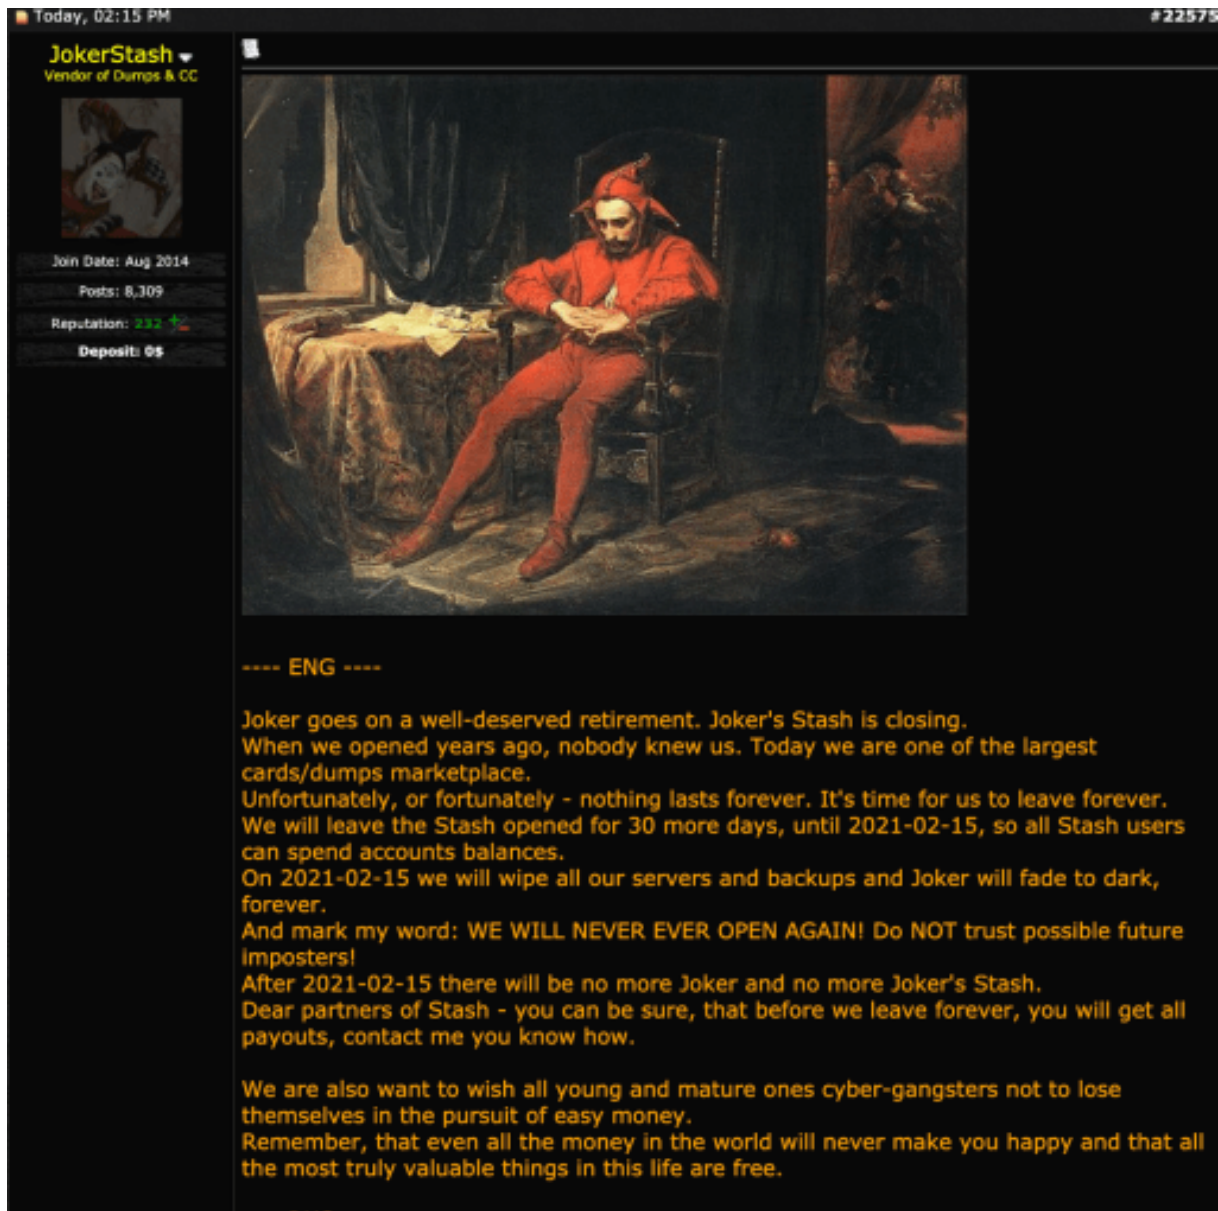 Today, 02:15 PM
#22575
JokerStash
Vendor of Dumps & CC
Join Date: Aug 2014
Posts: 8,309
Reputation: 232
Deposit: 0$
---- ENG ----
Joker goes on a well-deserved retirement. Joker's Stash is closing.
When we opened years ago, nobody knew us. Today we are one of the largest
cards/dumps marketplace.
Unfortunately, or fortunately - nothing lasts forever. It's time for us to leave forever.
We will leave the Stash opened for 30 more days, until 2021-02-15, so all Stash users
can spend accounts balances.
On 2021-02-15 we will wipe all our servers and backups and Joker will fade to dark,
forever.
And mark my word: WE WILL NEVER EVER OPEN AGAIN! Do NOT trust possible future
imposters!
After 2021-02-15 there will be no more Joker and no more Joker's Stash.
Dear partners of Stash - you can be sure, that before we leave forever, you will get all
payouts, contact me you know how.
We are also want to wish all young and mature ones cyber-gangsters not to lose
themselves in the pursuit of easy money.
Remember, that even all the money in the world will never make you happy and that all
the most truly valuable things in this life are free.